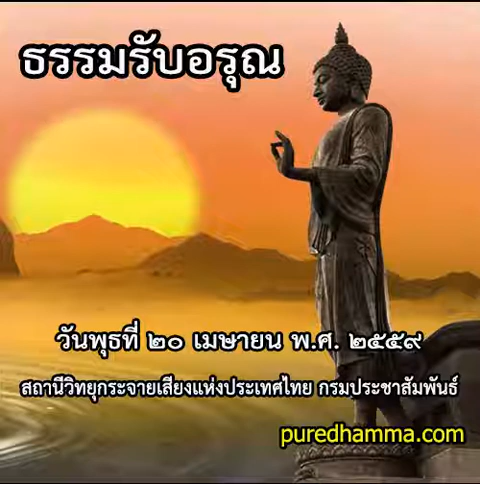 ธรรมรับอรุณ
วันพุธที่ ๒๐ เมษายน พ.ศ. ๒๕๕๙
สถานีวิทยุกระจายเสียงแห่งประเทศไทย กรมประชาสัมพันธ์
puredhamma.com